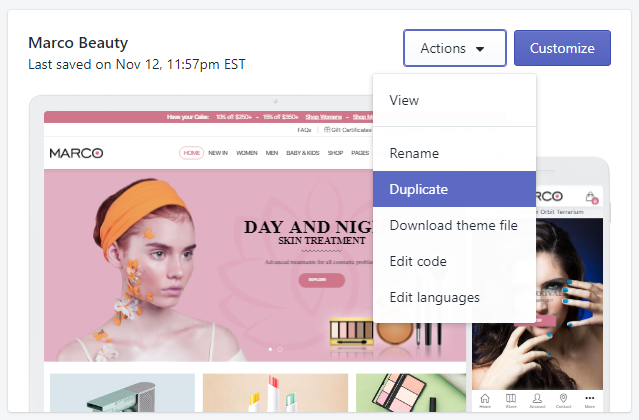 Marco Beauty
Last saved on Nov 12, 11:57pm EST
Actions
Customize
View
Rename
Duplicate
Download theme file
Edit code
Edit languages
Have your Cake: 10% off $250+ - 15% off $350+ Shop Womens - Shop M
FAQs Gift Certificates
MARCO
HOME NEW IN WOMEN MEN BABY & KIDS SHOP PAGES
DAY AND NIG
SKIN TREATMENT
Advanced treatments for all cosmetic proble
EXPLORE
RCO
Orbit Terrarium
Home Store Account Contact More